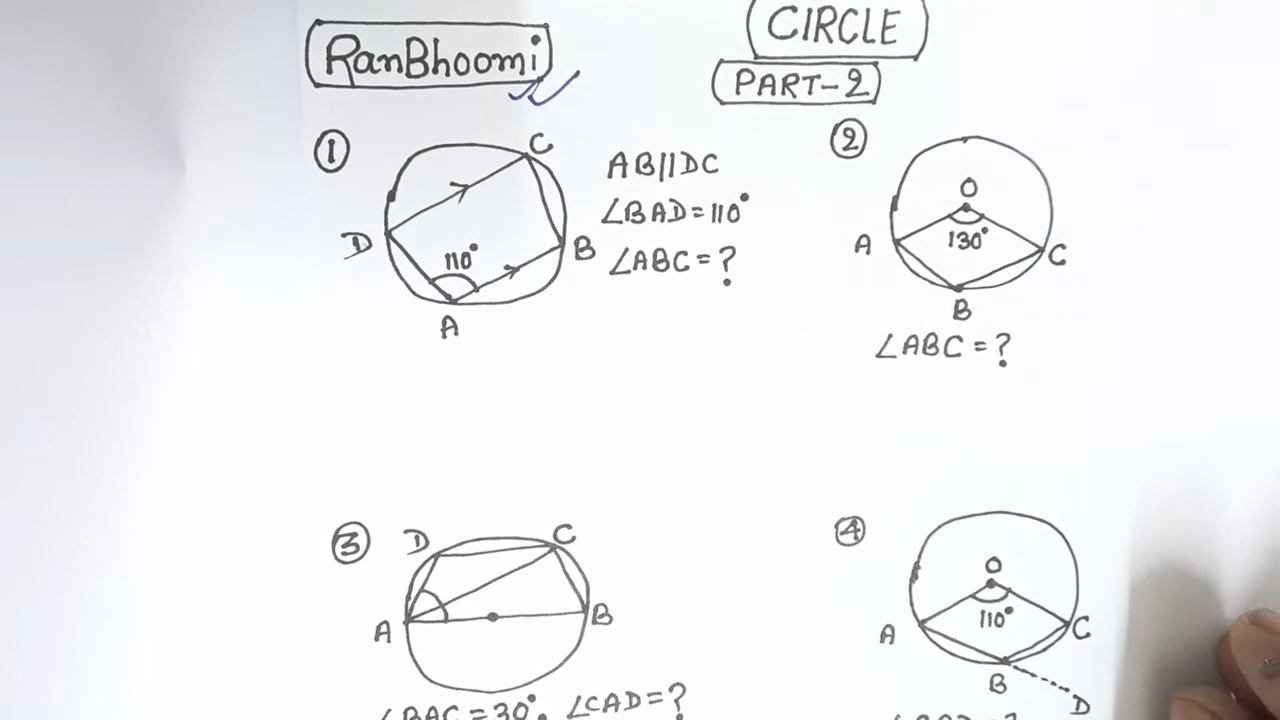 RanBhoomi
CIRCLE
PART-2
①
C
D
110°
B
A
AB||DC
∠BAD=110°
∠ABC=?
②
O
130°
A
C
B
∠ABC=?
③
D
C
A
B
∠BAC=30°, ∠CAD=?
④
O
110°
A
C
B
D